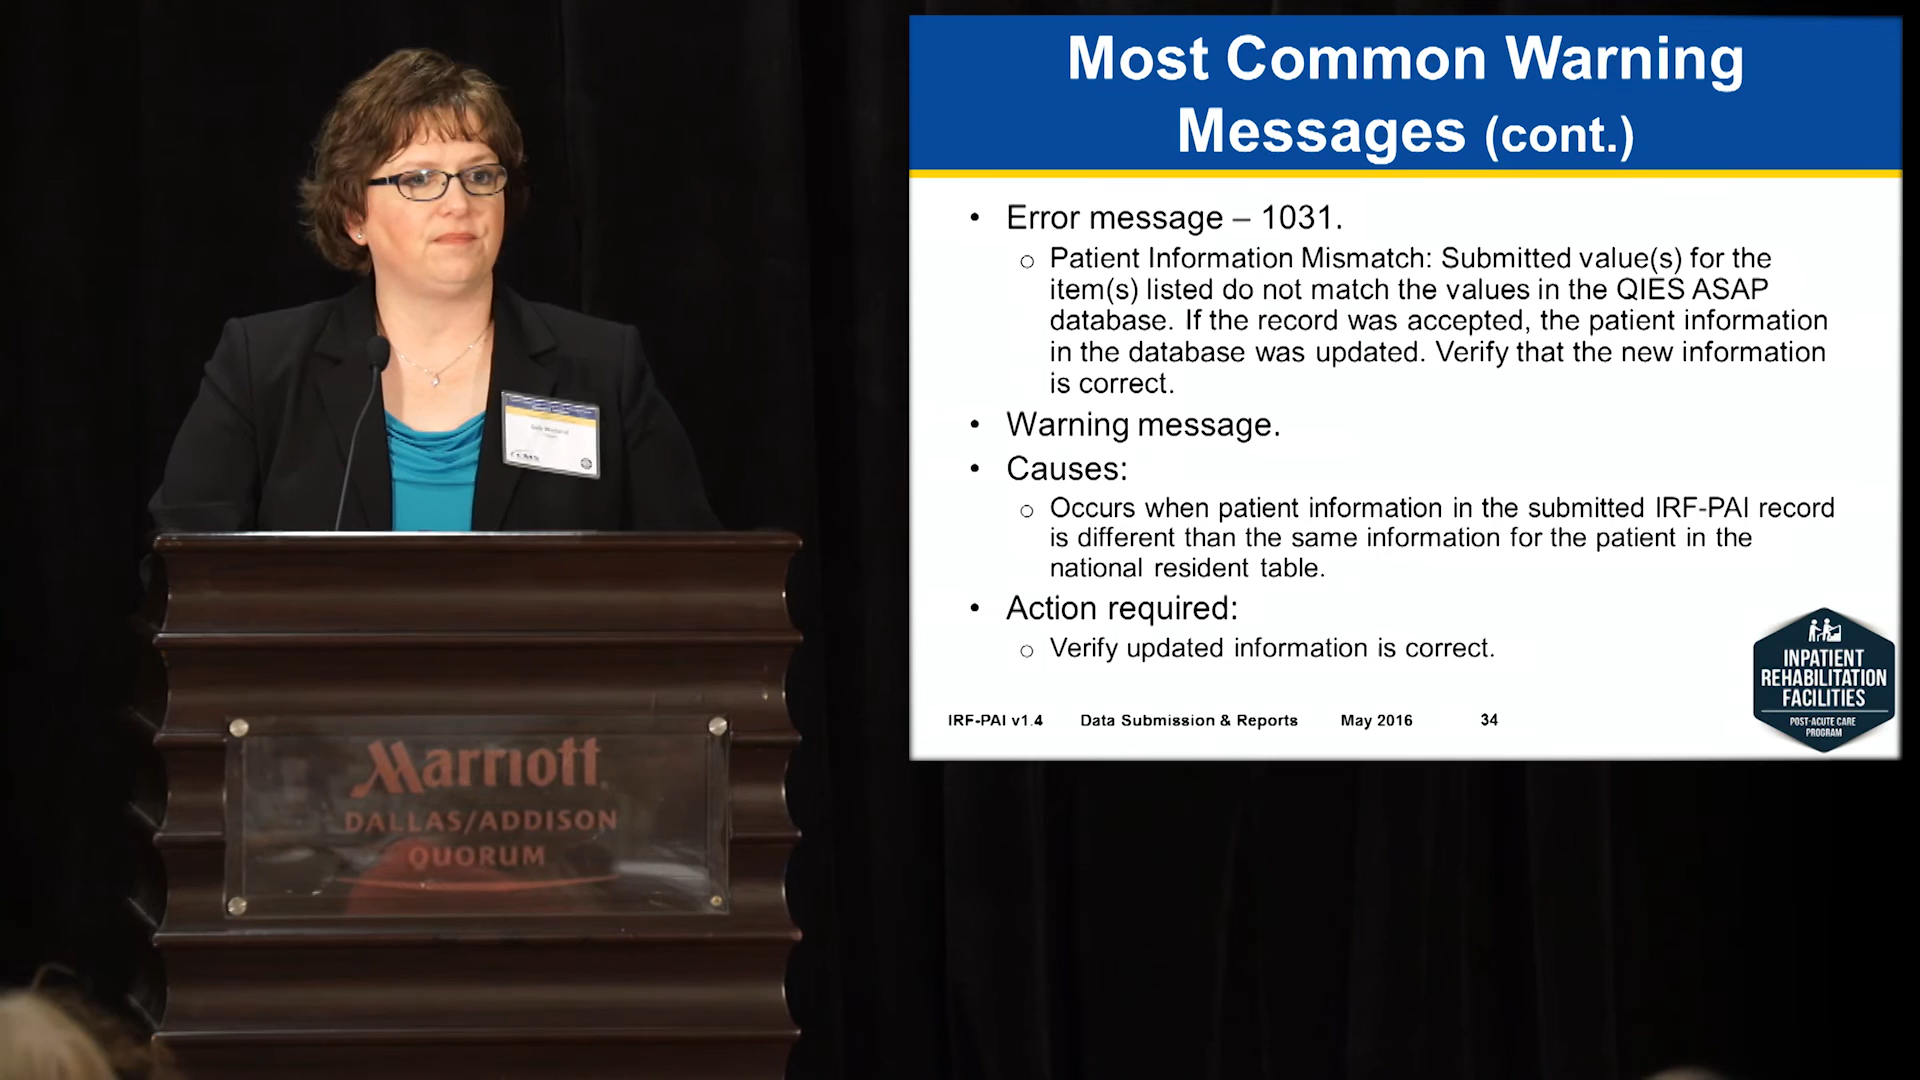 Most Common Warning
Messages (cont.)
• Error message – 1031.
o Patient Information Mismatch: Submitted value(s) for the
item(s) listed do not match the values in the QIES ASAP
database. If the record was accepted, the patient information
in the database was updated. Verify that the new information
is correct.
• Warning message.
• Causes:
o Occurs when patient information in the submitted IRF-PAI record
is different than the same information for the patient in the
national resident table.
• Action required:
o Verify updated information is correct.
IRF-PAI v1.4 Data Submission & Reports May 2016 34
INPATIENT
REHABILITATION
FACILITIES
POST-ACUTE CARE
PROGRAM
CMS
Marriott
DALLAS/ADDISON
QUORUM